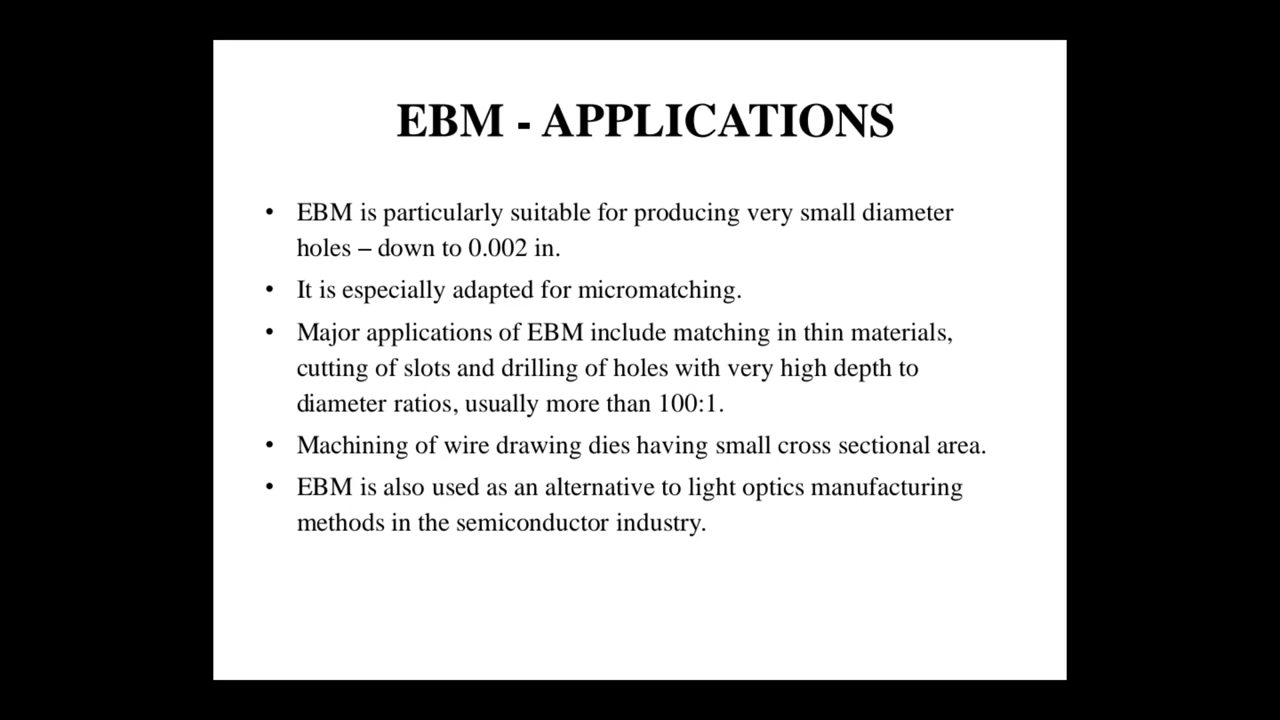 EBM - APPLICATIONS
• EBM is particularly suitable for producing very small diameter
holes – down to 0.002 in.
• It is especially adapted for micromatching.
• Major applications of EBM include matching in thin materials,
cutting of slots and drilling of holes with very high depth to
diameter ratios, usually more than 100:1.
• Machining of wire drawing dies having small cross sectional area.
• EBM is also used as an alternative to light optics manufacturing
methods in the semiconductor industry.